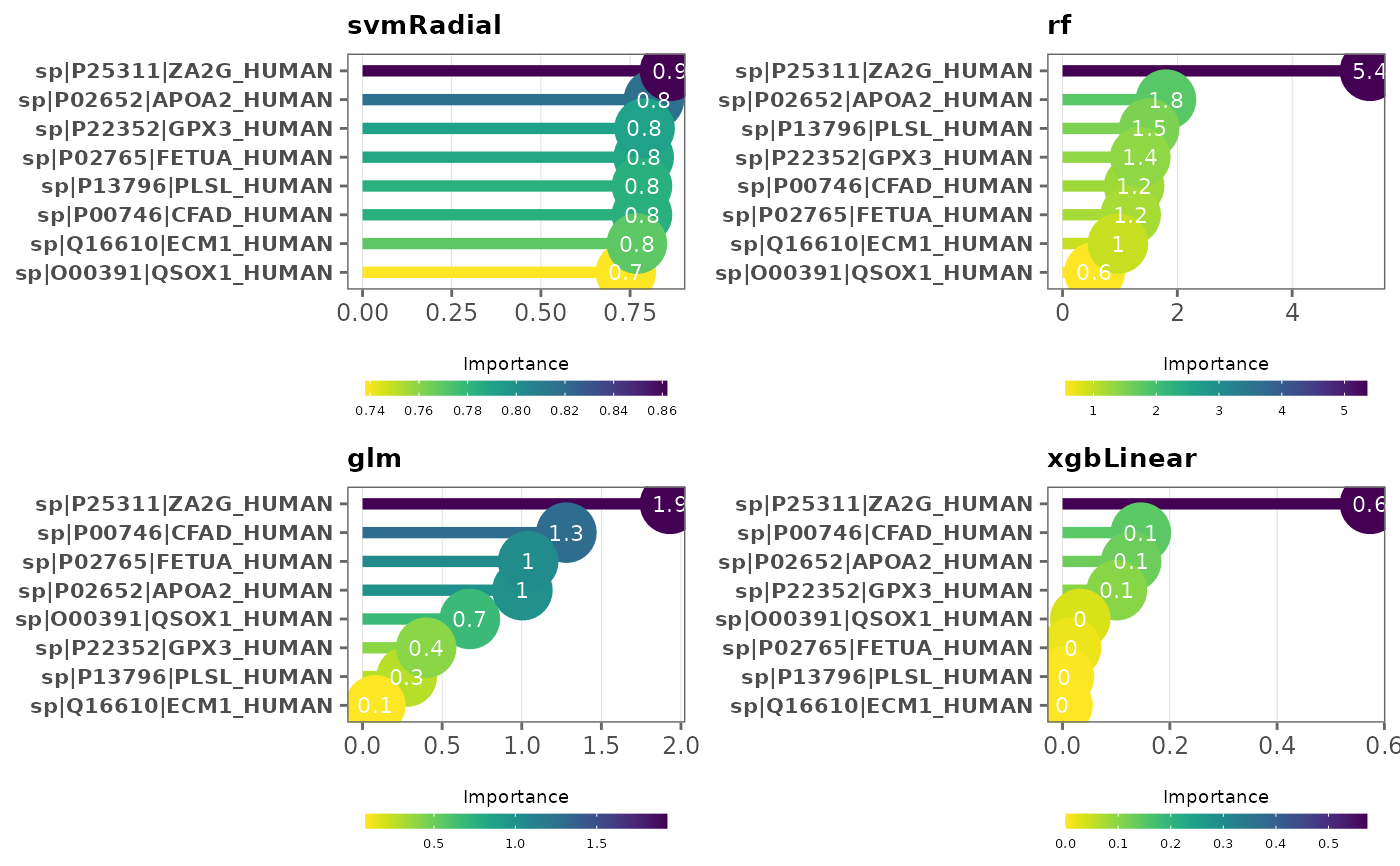 svmRadial
sp|P25311|ZA2G_HUMAN
0.9
sp|P02652|APOA2_HUMAN
0.8
sp|P22352|GPX3_HUMAN
0.8
sp|P02765|FETUA_HUMAN
0.8
sp|P13796|PLSL_HUMAN
0.8
sp|P00746|CFAD_HUMAN
0.8
sp|Q16610|ECM1_HUMAN
0.8
sp|O00391|QSOX1_HUMAN
0.7
0.00 0.25 0.50 0.75
Importance
0.74 0.76 0.78 0.80 0.82 0.84 0.86
rf
sp|P25311|ZA2G_HUMAN
5.4
sp|P02652|APOA2_HUMAN
1.8
sp|P13796|PLSL_HUMAN
1.5
sp|P22352|GPX3_HUMAN
1.4
sp|P00746|CFAD_HUMAN
1.2
sp|P02765|FETUA_HUMAN
1.2
sp|Q16610|ECM1_HUMAN
1
sp|O00391|QSOX1_HUMAN
0.6
0 2 4
Importance
1 2 3 4 5
glm
sp|P25311|ZA2G_HUMAN
1.9
sp|P00746|CFAD_HUMAN
1.3
sp|P02765|FETUA_HUMAN
1
sp|P02652|APOA2_HUMAN
1
sp|O00391|QSOX1_HUMAN
0.7
sp|P22352|GPX3_HUMAN
0.4
sp|P13796|PLSL_HUMAN
0.3
sp|Q16610|ECM1_HUMAN
0.1
0.0 0.5 1.0 1.5 2.0
Importance
0.5 1.0 1.5
xgbLinear
sp|P25311|ZA2G_HUMAN
0.6
sp|P00746|CFAD_HUMAN
0.1
sp|P02652|APOA2_HUMAN
0.1
sp|P22352|GPX3_HUMAN
0.1
sp|O00391|QSOX1_HUMAN
0
sp|P02765|FETUA_HUMAN
0
sp|P13796|PLSL_HUMAN
0
sp|Q16610|ECM1_HUMAN
0
0.0 0.2 0.4 0.6
Importance
0.0 0.1 0.2 0.3 0.4 0.5